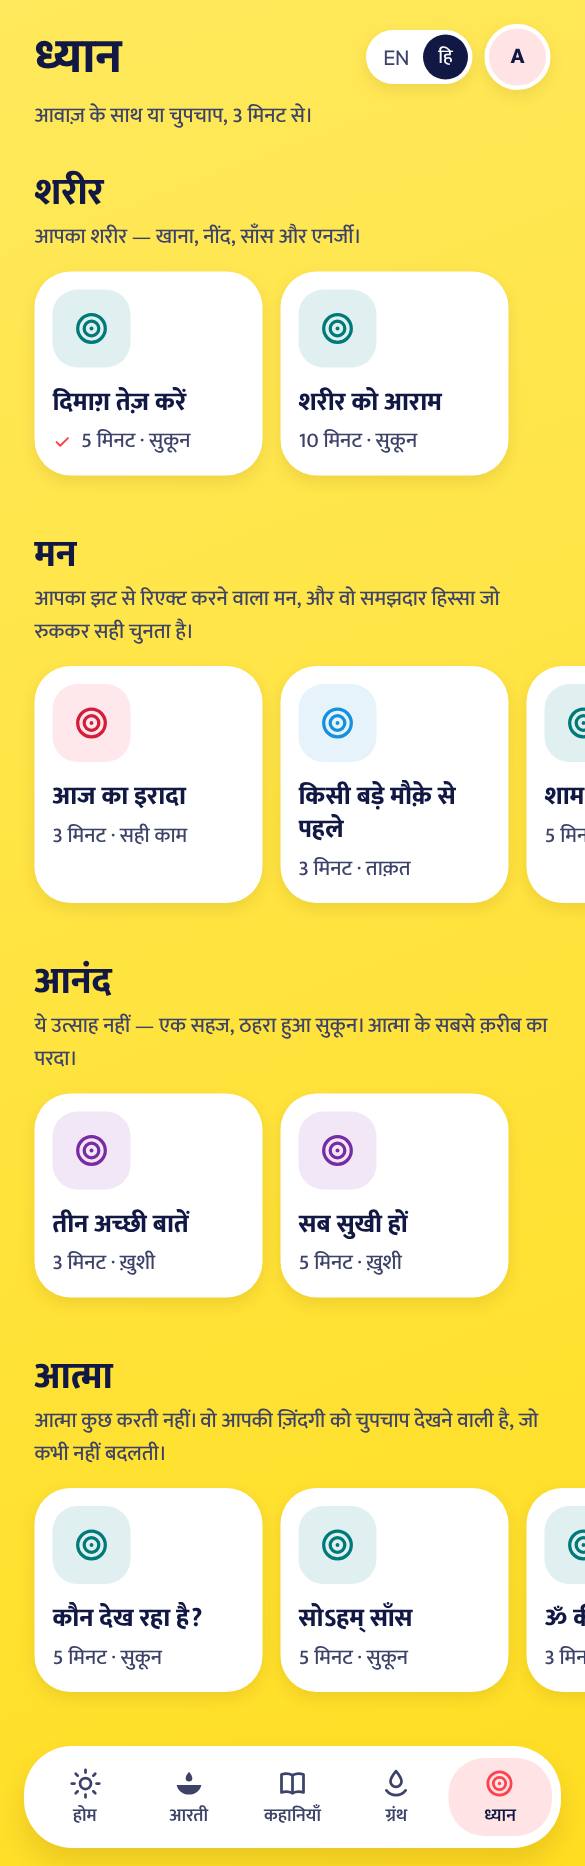 ध्यान
EN हि A
आवाज़ के साथ या चुपचाप, 3 मिनट से।
शरीर
आपका शरीर — खाना, नींद, साँस और एनर्जी।
दिमाग़ तेज़ करें
5 मिनट · सुकून
शरीर को आराम
10 मिनट · सुकून
मन
आपका झट से रिएक्ट करने वाला मन, और वो समझदार हिस्सा जो
रुककर सही चुनता है।
आज का इरादा
3 मिनट · सही काम
किसी बड़े मौक़े से
पहले
3 मिनट · ताक़त
शाम
5 मिन
आनंद
ये उत्साह नहीं — एक सहज, ठहरा हुआ सुकून। आत्मा के सबसे क़रीब का
परदा।
तीन अच्छी बातें
3 मिनट · ख़ुशी
सब सुखी हों
5 मिनट · ख़ुशी
आत्मा
आत्मा कुछ करती नहीं। वो आपकी ज़िंदगी को चुपचाप देखने वाली है, जो
कभी नहीं बदलती।
कौन देख रहा है?
5 मिनट · सुकून
सोऽहम् साँस
5 मिनट · सुकून
ॐ
3 मिन
होम
आरती
कहानियाँ
ग्रंथ
ध्यान